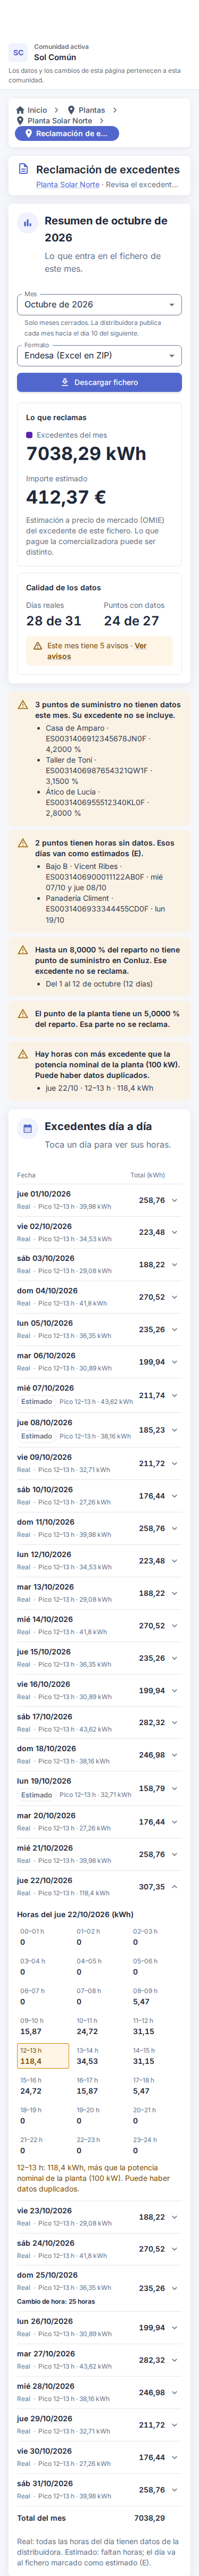 SC
Comunidad activa
Sol Común
Los datos y los cambios de esta página pertenecen a esta
comunidad.
Inicio
Plantas
Planta Solar Norte
Reclamación de e...
Reclamación de excedentes
Planta Solar Norte · Revisa el excedent...
Resumen de octubre de
2026
Lo que entra en el fichero de
este mes.
Mes
Octubre de 2026
Solo meses cerrados. La distribuidora publica
cada mes hacia el día 10 del siguiente.
Formato
Endesa (Excel en ZIP)
Descargar fichero
Lo que reclamas
Excedentes del mes
7038,29 kWh
Importe estimado
412,37 €
Estimación a precio de mercado (OMIE)
del excedente de este fichero. Lo que
pague la comercializadora puede ser
distinto.
Calidad de los datos
Días reales
Puntos con datos
28 de 31
24 de 27
Este mes tiene 5 avisos · Ver
avisos
3 puntos de suministro no tienen datos
este mes. Su excedente no se incluye.
• Casa de Amparo ·
ES0031406912345678JN0F ·
4,2000 %
• Taller de Toni ·
ES0031406987654321QW1F ·
3,1500 %
• Ático de Lucía ·
ES0031406955512340KL0F ·
2,8000 %
2 puntos tienen horas sin datos. Esos
días van como estimados (E).
• Bajo B · Vicent Ribes ·
ES0031406900011122AB0F · mié
07/10 y jue 08/10
• Panadería Climent ·
ES0031406933344455CD0F · lun
19/10
Hasta un 8,0000 % del reparto no tiene
punto de suministro en Conluz. Ese
excedente no se reclama.
• Del 1 al 12 de octubre (12 días)
El punto de la planta tiene un 5,0000 %
del reparto. Esa parte no se reclama.
Hay horas con más excedente que la
potencia nominal de la planta (100 kW).
Puede haber datos duplicados.
• jue 22/10 · 12–13 h · 118,4 kWh
Excedentes día a día
Toca un día para ver sus horas.
Fecha
Total (kWh)
jue 01/10/2026
Real · Pico 12–13 h · 39,98 kWh
258,76
vie 02/10/2026
Real · Pico 12–13 h · 34,53 kWh
223,48
sáb 03/10/2026
Real · Pico 12–13 h · 29,08 kWh
188,22
dom 04/10/2026
Real · Pico 12–13 h · 41,8 kWh
270,52
lun 05/10/2026
Real · Pico 12–13 h · 36,35 kWh
235,26
mar 06/10/2026
Real · Pico 12–13 h · 30,89 kWh
199,94
mié 07/10/2026
Estimado Pico 12–13 h · 43,62 kWh
211,74
jue 08/10/2026
Estimado Pico 12–13 h · 38,16 kWh
185,23
vie 09/10/2026
Real · Pico 12–13 h · 32,71 kWh
211,72
sáb 10/10/2026
Real · Pico 12–13 h · 27,26 kWh
176,44
dom 11/10/2026
Real · Pico 12–13 h · 39,98 kWh
258,76
lun 12/10/2026
Real · Pico 12–13 h · 34,53 kWh
223,48
mar 13/10/2026
Real · Pico 12–13 h · 29,08 kWh
188,22
mié 14/10/2026
Real · Pico 12–13 h · 41,8 kWh
270,52
jue 15/10/2026
Real · Pico 12–13 h · 36,35 kWh
235,26
vie 16/10/2026
Real · Pico 12–13 h · 30,89 kWh
199,94
sáb 17/10/2026
Real · Pico 12–13 h · 43,62 kWh
282,32
dom 18/10/2026
Real · Pico 12–13 h · 38,16 kWh
246,98
lun 19/10/2026
Estimado Pico 12–13 h · 32,71 kWh
158,79
mar 20/10/2026
Real · Pico 12–13 h · 27,26 kWh
176,44
mié 21/10/2026
Real · Pico 12–13 h · 39,98 kWh
258,76
jue 22/10/2026
Real · Pico 12–13 h · 118,4 kWh
307,35
Horas del jue 22/10/2026 (kWh)
00–01 h 01–02 h 02–03 h
0 0 0
03–04 h 04–05 h 05–06 h
0 0 0
06–07 h 07–08 h 08–09 h
0 0 5,47
09–10 h 10–11 h 11–12 h
15,87 24,72 31,15
12–13 h 13–14 h 14–15 h
118,4 34,53 31,15
15–16 h 16–17 h 17–18 h
24,72 15,87 5,47
18–19 h 19–20 h 20–21 h
0 0 0
21–22 h 22–23 h 23–24 h
0 0 0
12–13 h: 118,4 kWh, más que la potencia
nominal de la planta (100 kW). Puede haber
datos duplicados.
vie 23/10/2026
Real · Pico 12–13 h · 29,08 kWh
188,22
sáb 24/10/2026
Real · Pico 12–13 h · 41,8 kWh
270,52
dom 25/10/2026
Real · Pico 12–13 h · 36,35 kWh
235,26
Cambio de hora: 25 horas
lun 26/10/2026
Real · Pico 12–13 h · 30,89 kWh
199,94
mar 27/10/2026
Real · Pico 12–13 h · 43,62 kWh
282,32
mié 28/10/2026
Real · Pico 12–13 h · 38,16 kWh
246,98
jue 29/10/2026
Real · Pico 12–13 h · 32,71 kWh
211,72
vie 30/10/2026
Real · Pico 12–13 h · 27,26 kWh
176,44
sáb 31/10/2026
Real · Pico 12–13 h · 39,98 kWh
258,76
Total del mes
7038,29
Real: todas las horas del día tienen datos de la
distribuidora. Estimado: faltan horas; el día va
al fichero marcado como estimado (E).